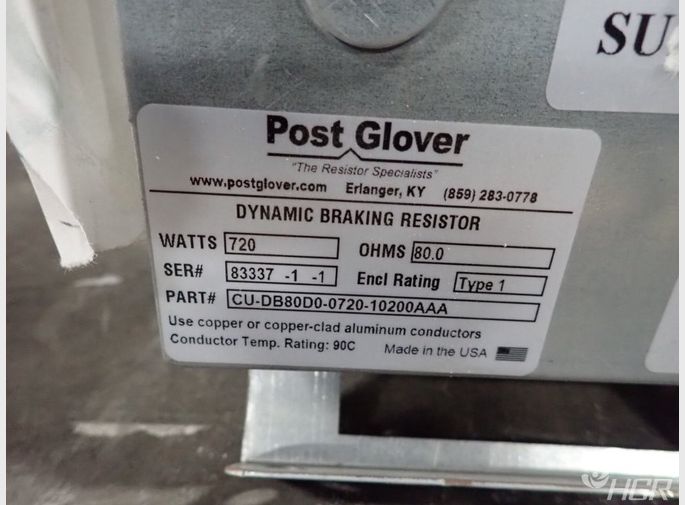 SU
Post Glover
"The Resistor Specialists"
www.postglover.com Erlanger, KY (859) 283-0778
DYNAMIC BRAKING RESISTOR
WATTS 720 OHMS 80.0
SER# 83337 -1 -1 Encl Rating Type 1
PART# CU-DB80D0-0720-10200AAA
Use copper or copper-clad aluminum conductors
Conductor Temp. Rating: 90C Made in the USA
HGR